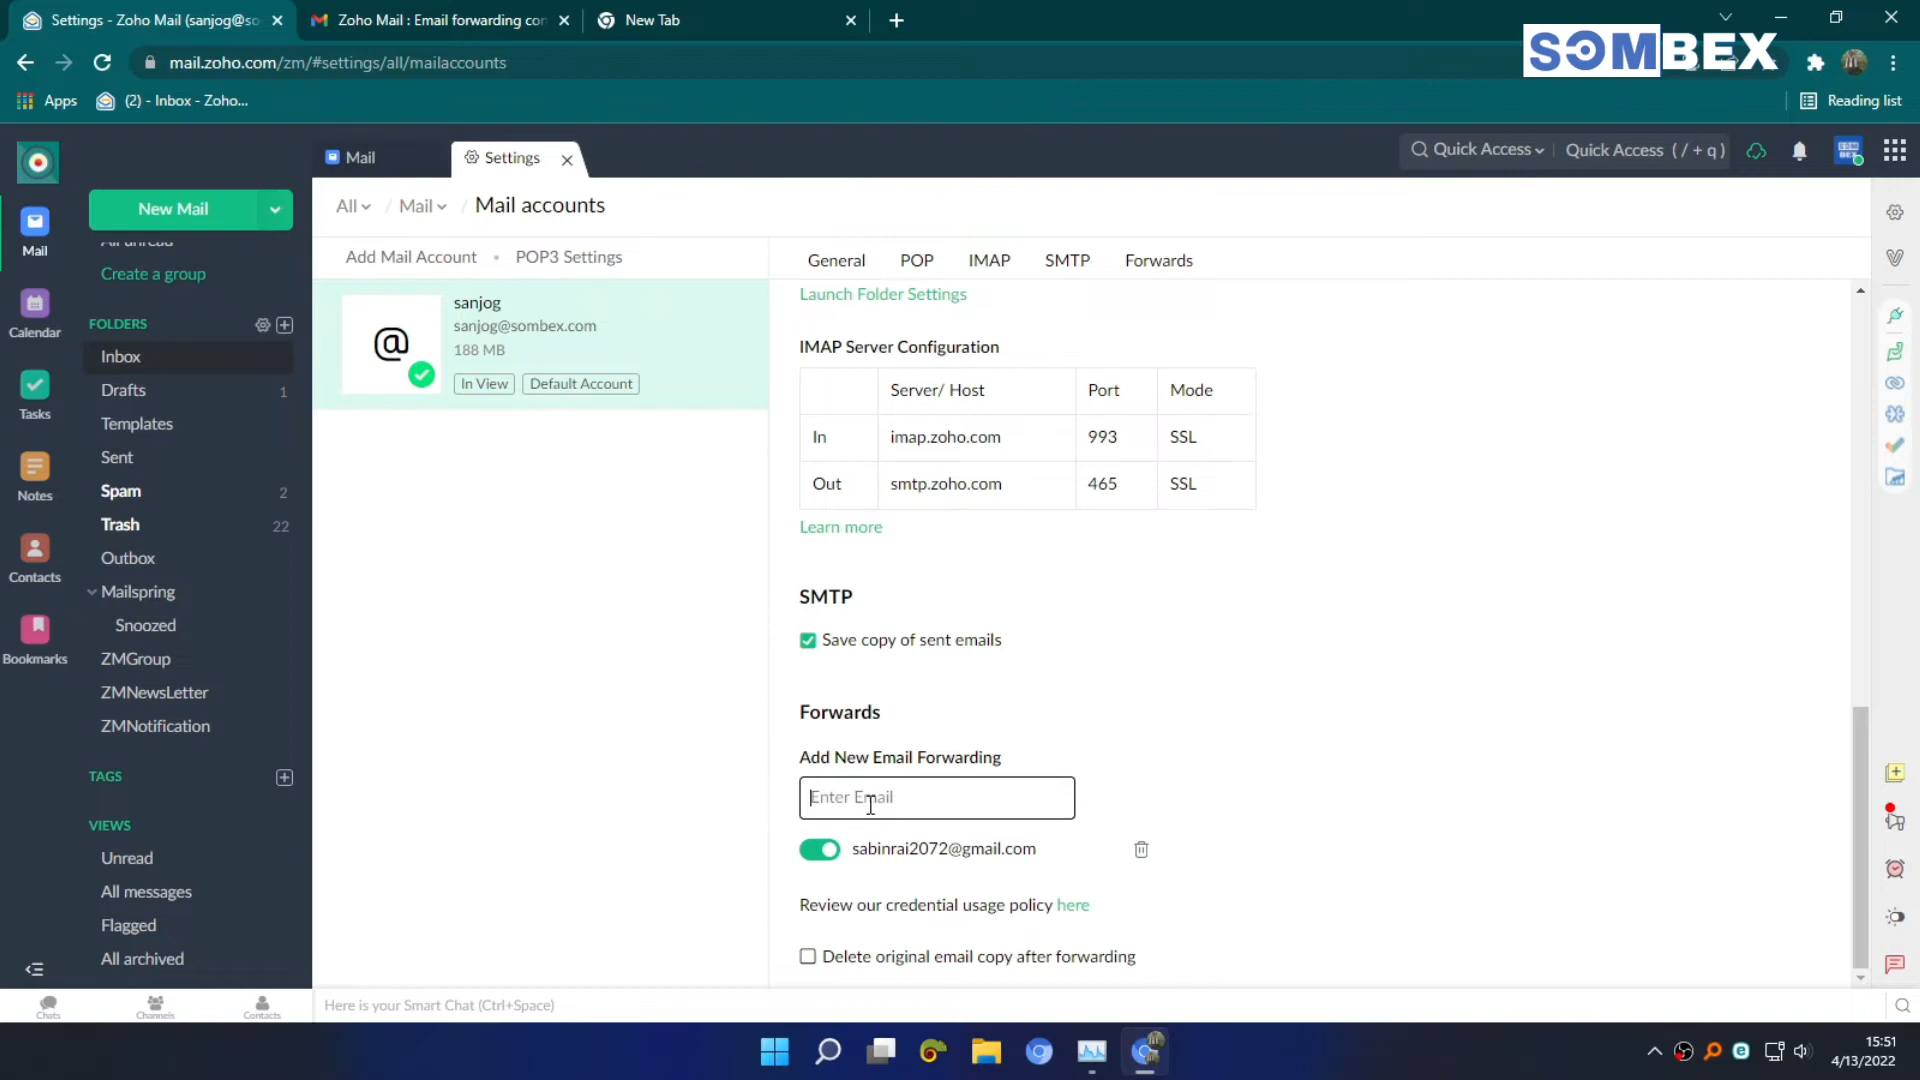 Settings - Zoho Mail (sanjog@so
Zoho Mail : Email forwarding con
New Tab
SOMBEX
mail.zoho.com/zm/#settings/all/mailaccounts
Apps
(2) - Inbox - Zoho...
Reading list
Mail
Settings
Quick Access
Quick Access ( / + q )
New Mail
All / Mail / Mail accounts
All unread
Create a group
Add Mail Account • POP3 Settings
General
POP
IMAP
SMTP
Forwards
Mail
Calendar
Tasks
Notes
Contacts
Bookmarks
FOLDERS
Inbox
Drafts 1
Templates
Sent
Spam 2
Trash 22
Outbox
Mailspring
Snoozed
ZMGroup
ZMNewsLetter
ZMNotification
TAGS
VIEWS
Unread
All messages
Flagged
All archived
sanjog
sanjog@sombex.com
188 MB
In View
Default Account
@
Launch Folder Settings
IMAP Server Configuration
Server/ Host Port Mode
In imap.zoho.com 993 SSL
Out smtp.zoho.com 465 SSL
Learn more
SMTP
Save copy of sent emails
Forwards
Add New Email Forwarding
Enter Email
sabinrai2072@gmail.com
Review our credential usage policy here
Delete original email copy after forwarding
Chats
Channels
Contacts
Here is your Smart Chat (Ctrl+Space)
15:51
4/13/2022